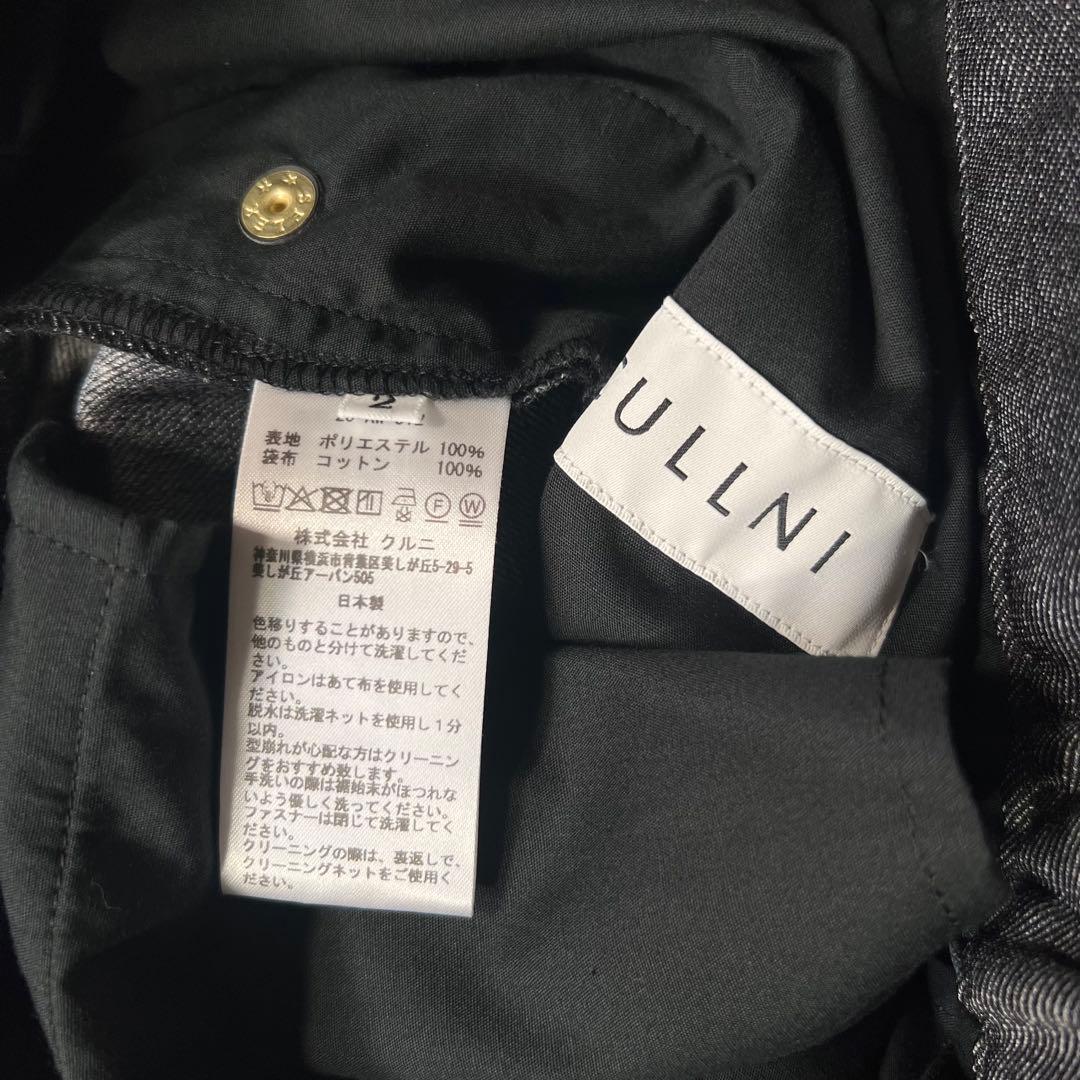 CULLNI
2
表地 ポリエステル 100%
袋布 コットン 100%
F W
株式会社 クルニ
神奈川県横浜市青葉区美しが丘5-29-5
美しが丘アーバン505
日本製
色移りすることがありますので、
他のものと分けて洗濯してくだ
さい。
アイロンはあて布を使用してく
ださい。
脱水は洗濯ネットを使用し1分
以内。
型崩れが心配な方はクリーニン
グをおすすめ致します。
手洗いの際は裾始末がほつれな
いよう優しく洗ってください。
ファスナーは閉じて洗濯してく
ださい。
クリーニングの際は、裏返しで、
クリーニングネットをご使用く
ださい。